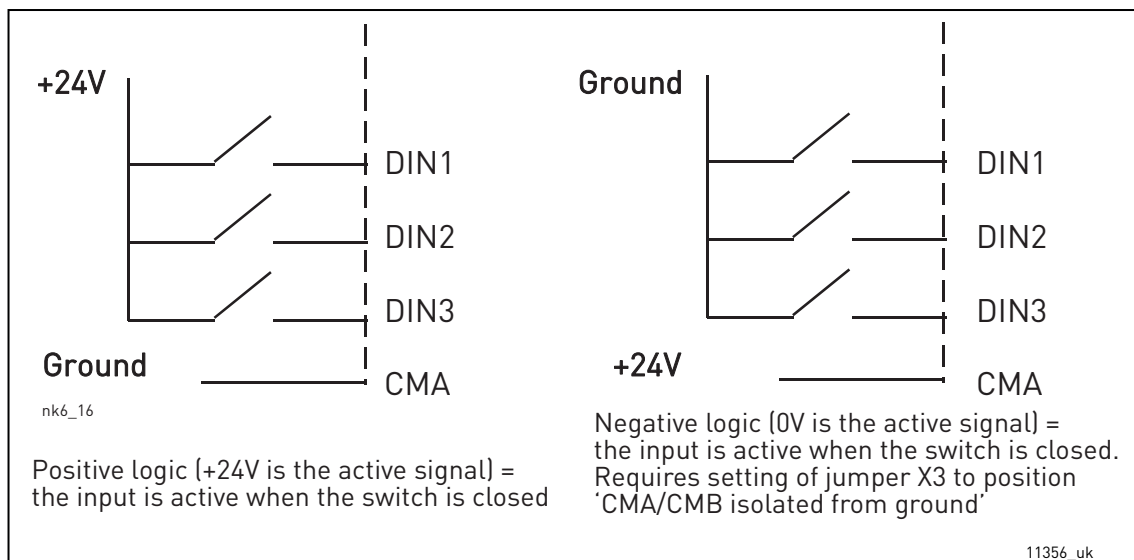 +24V
DIN1
DIN2
DIN3
Ground
CMA
nk6_16
Positive logic (+24V is the active signal) =
the input is active when the switch is closed
Ground
DIN1
DIN2
DIN3
+24V
CMA
Negative logic (0V is the active signal) =
the input is active when the switch is closed.
Requires setting of jumper X3 to position
‘CMA/CMB isolated from ground’
11356_uk